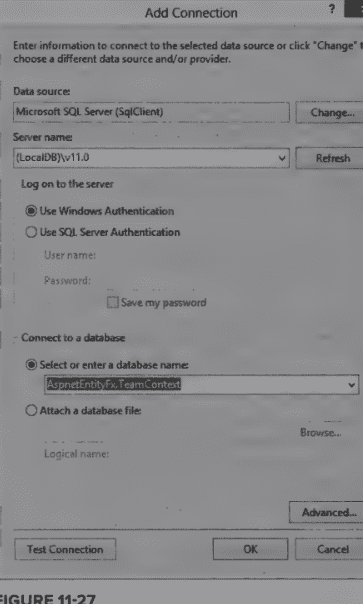 Add Connection
?
Enter information to connect to the selected data source or click "Change" t
choose a different data source and/or provider.
Data source:
Microsoft SQL Server (SqlClient)
Change...
Server name:
(LocalDB)\v11.0
Refresh
Log on to the server
Use Windows Authentication
Use SQL Server Authentication
User name:
Password:
Save my password
Connect to a database
Select or enter a database name:
AspnetEntityFx.TeamContext
Attach a database file:
Browse...
Logical name:
Advanced...
Test Connection
OK
Cancel
FIGURE 11-27